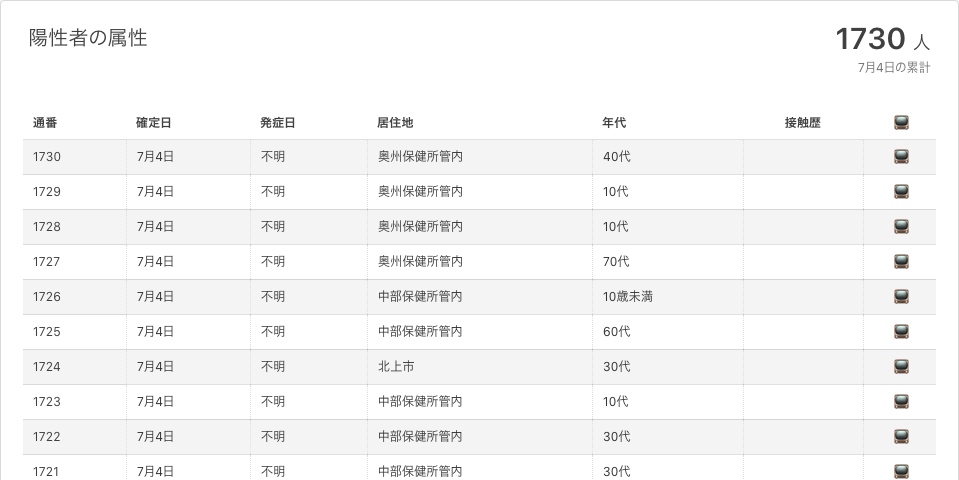 陽性者の属性
1730 人
7月4日の累計
通番 確定日 発症日 居住地 年代 接触歴
1730 7月4日 不明 奥州保健所管内 40代
1729 7月4日 不明 奥州保健所管内 10代
1728 7月4日 不明 奥州保健所管内 10代
1727 7月4日 不明 奥州保健所管内 70代
1726 7月4日 不明 中部保健所管内 10歳未満
1725 7月4日 不明 中部保健所管内 60代
1724 7月4日 不明 北上市 30代
1723 7月4日 不明 中部保健所管内 10代
1722 7月4日 不明 中部保健所管内 30代
1721 7月4日 不明 中部保健所管内 30代